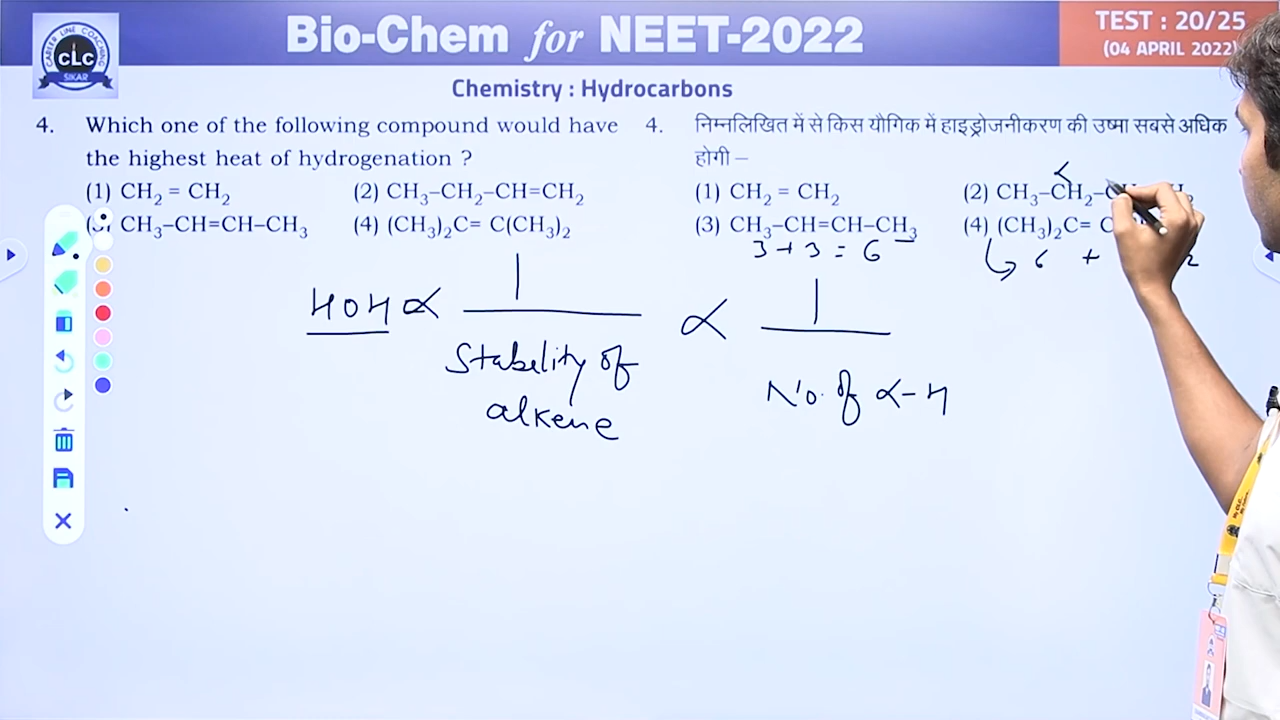 Bio-Chem for NEET-2022
TEST : 20/25
(04 APRIL 2022)
CAREER LINE COACHING
CLC
SIKAR
Chemistry : Hydrocarbons
4. Which one of the following compound would have
the highest heat of hydrogenation ?
(1) CH₂ = CH₂ (2) CH₃–CH₂–CH=CH₂
CH₃–CH=CH–CH₃ (4) (CH₃)₂C= C(CH₃)₂
4. निम्नलिखित में से किस यौगिक में हाइड्रोजनीकरण की उष्मा सबसे अधिक
होगी –
(1) CH₂ = CH₂ (2) CH₃–CH₂–
α
(3) CH₃–CH=CH–CH₃ (4) (CH₃)₂C=
3 + 3 = 6
6 +
HOH ∝ 1 / Stability of alkene ∝ 1 / No. of α-H